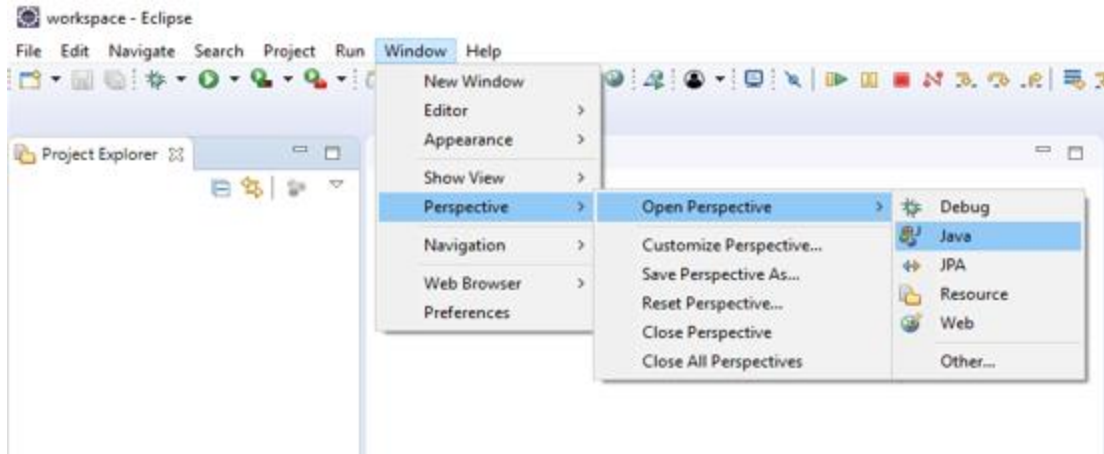 workspace - Eclipse
File Edit Navigate Search Project Run Window Help
New Window
Editor
Appearance
Project Explorer
Show View
Perspective
Navigation
Web Browser
Preferences
Open Perspective
Customize Perspective...
Save Perspective As...
Reset Perspective...
Close Perspective
Close All Perspectives
Debug
Java
JPA
Resource
Web
Other...